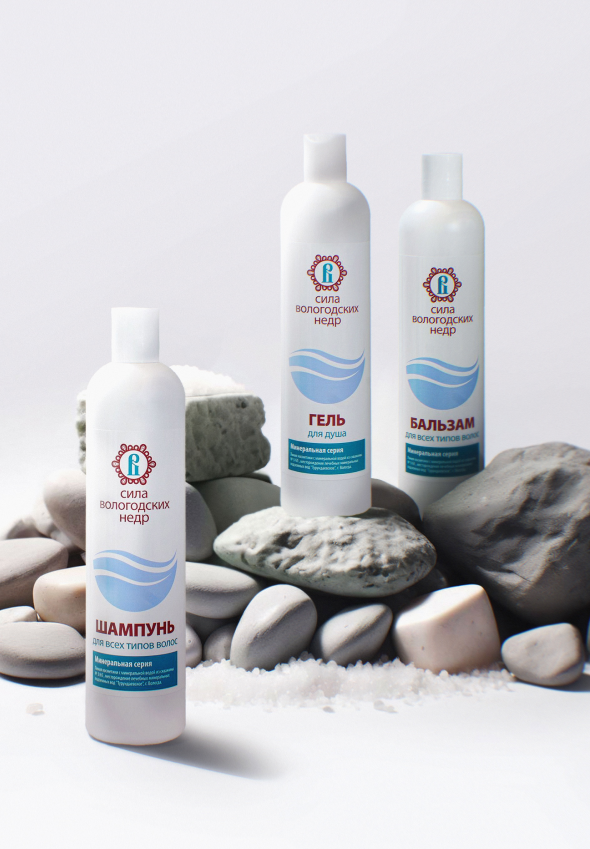 сила
вологодских
недр
ШАМПУНЬ
для всех типов волос
Минеральная серия
сила
вологодских
недр
ГЕЛЬ
для душа
Минеральная серия
сила
вологодских
недр
БАЛЬЗАМ
для всех типов волос
Минеральная серия